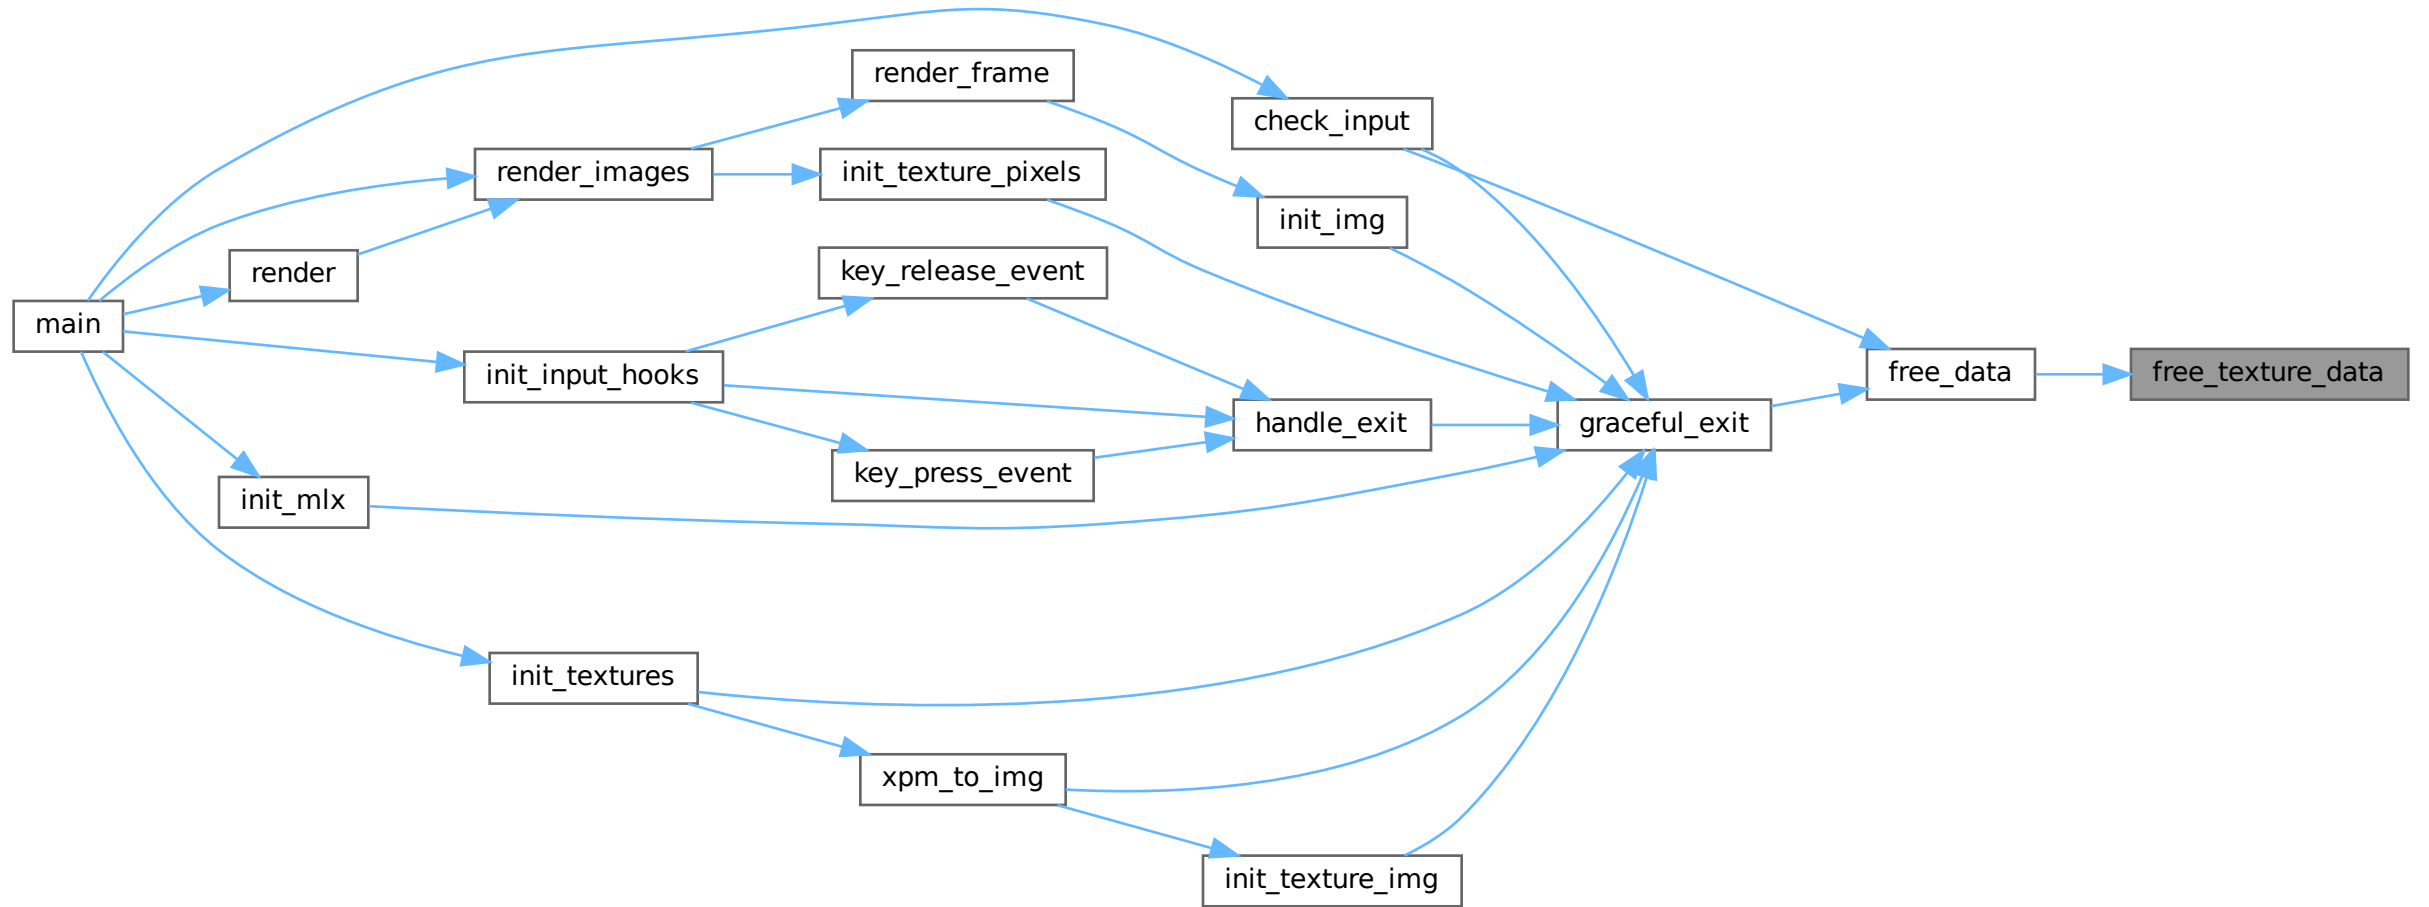 render_frame
check_input
render_images
init_texture_pixels
init_img
render
key_release_event
main
init_input_hooks
free_data
free_texture_data
handle_exit
graceful_exit
key_press_event
init_mlx
init_textures
xpm_to_img
init_texture_img